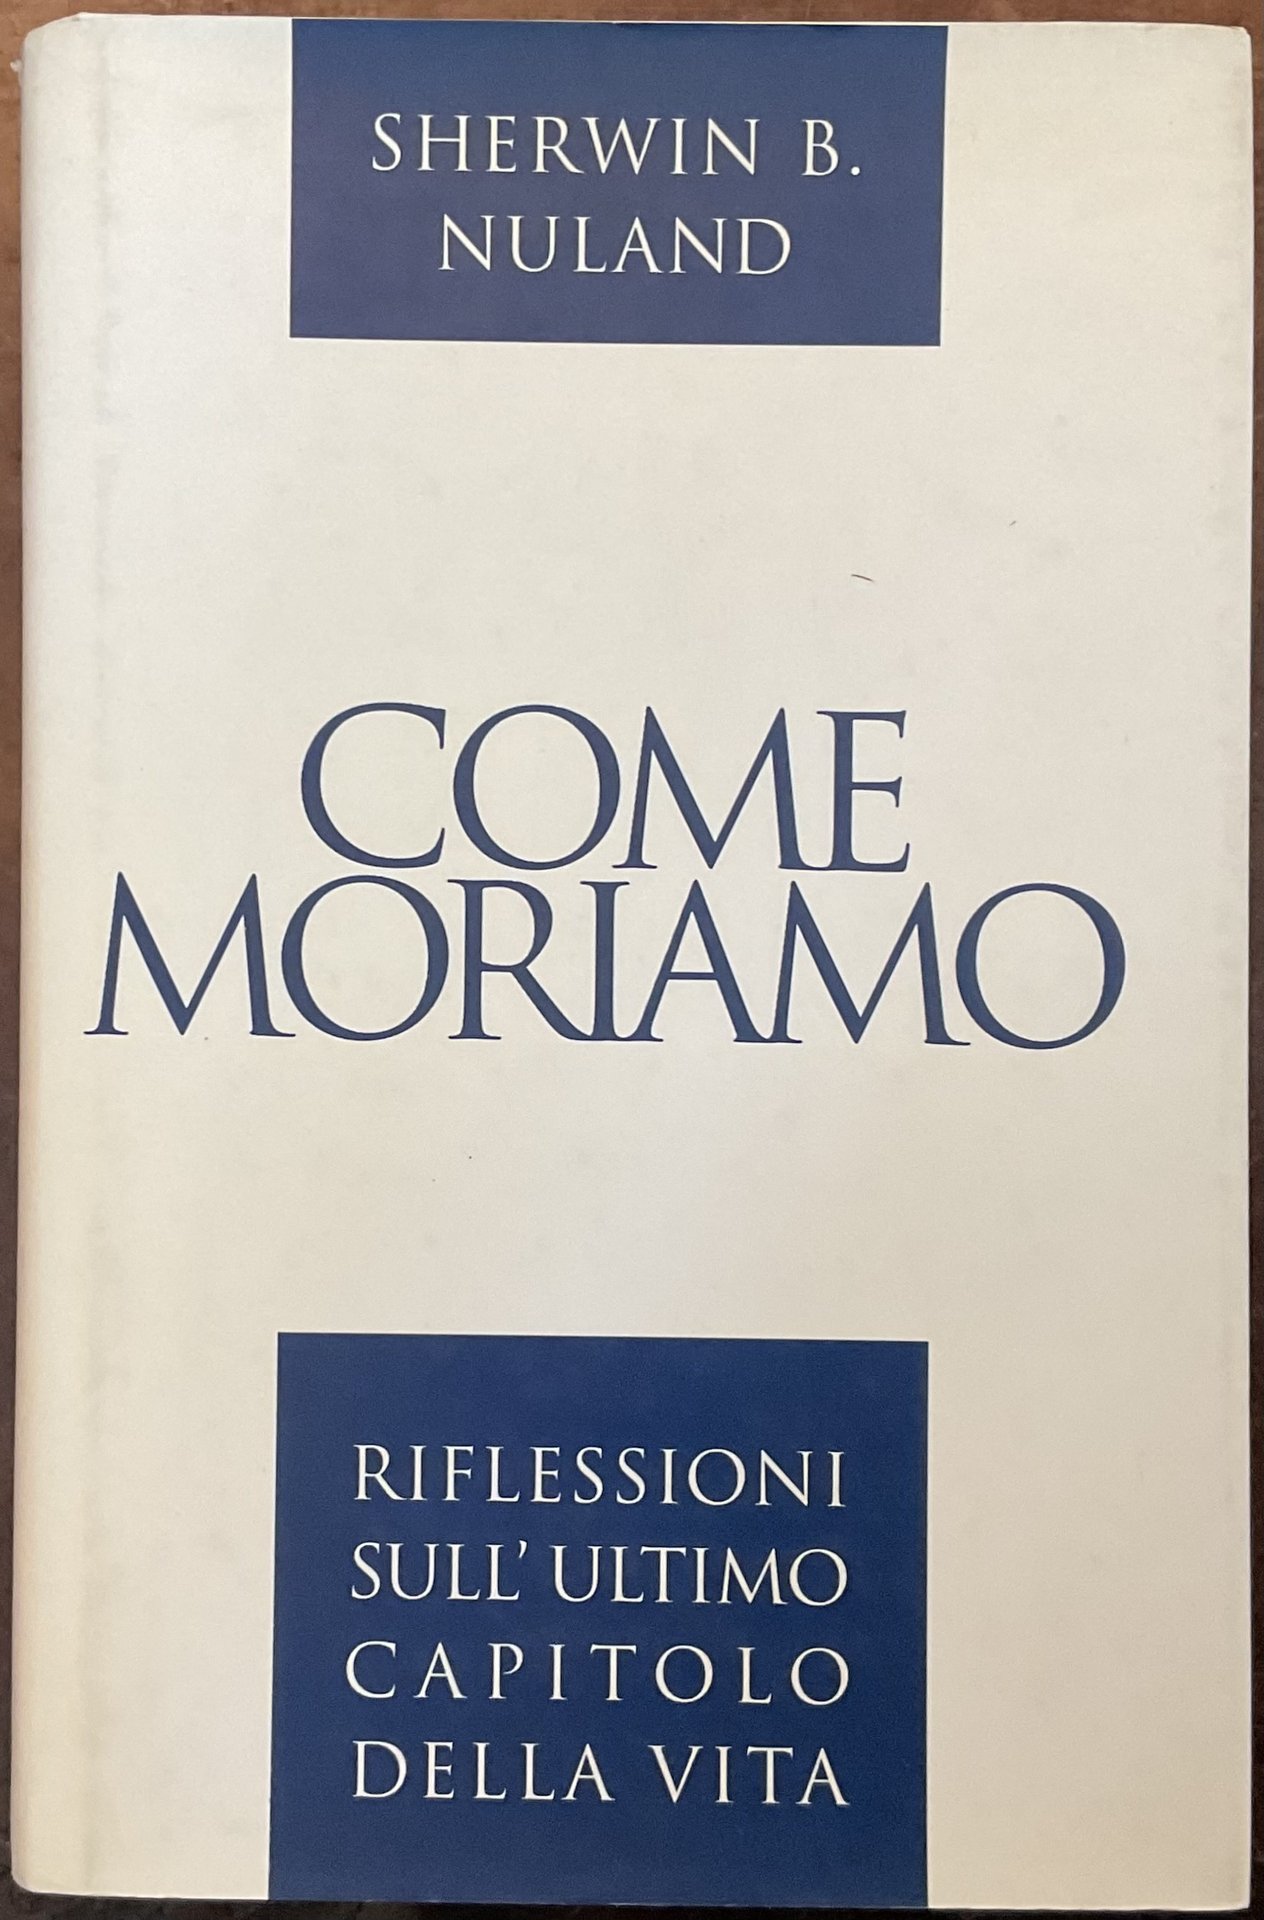 SHERWIN B.
NULAND
COME
MORIAMO
RIFLESSIONI
SULL' ULTIMO
CAPITOLO
DELLA VITA